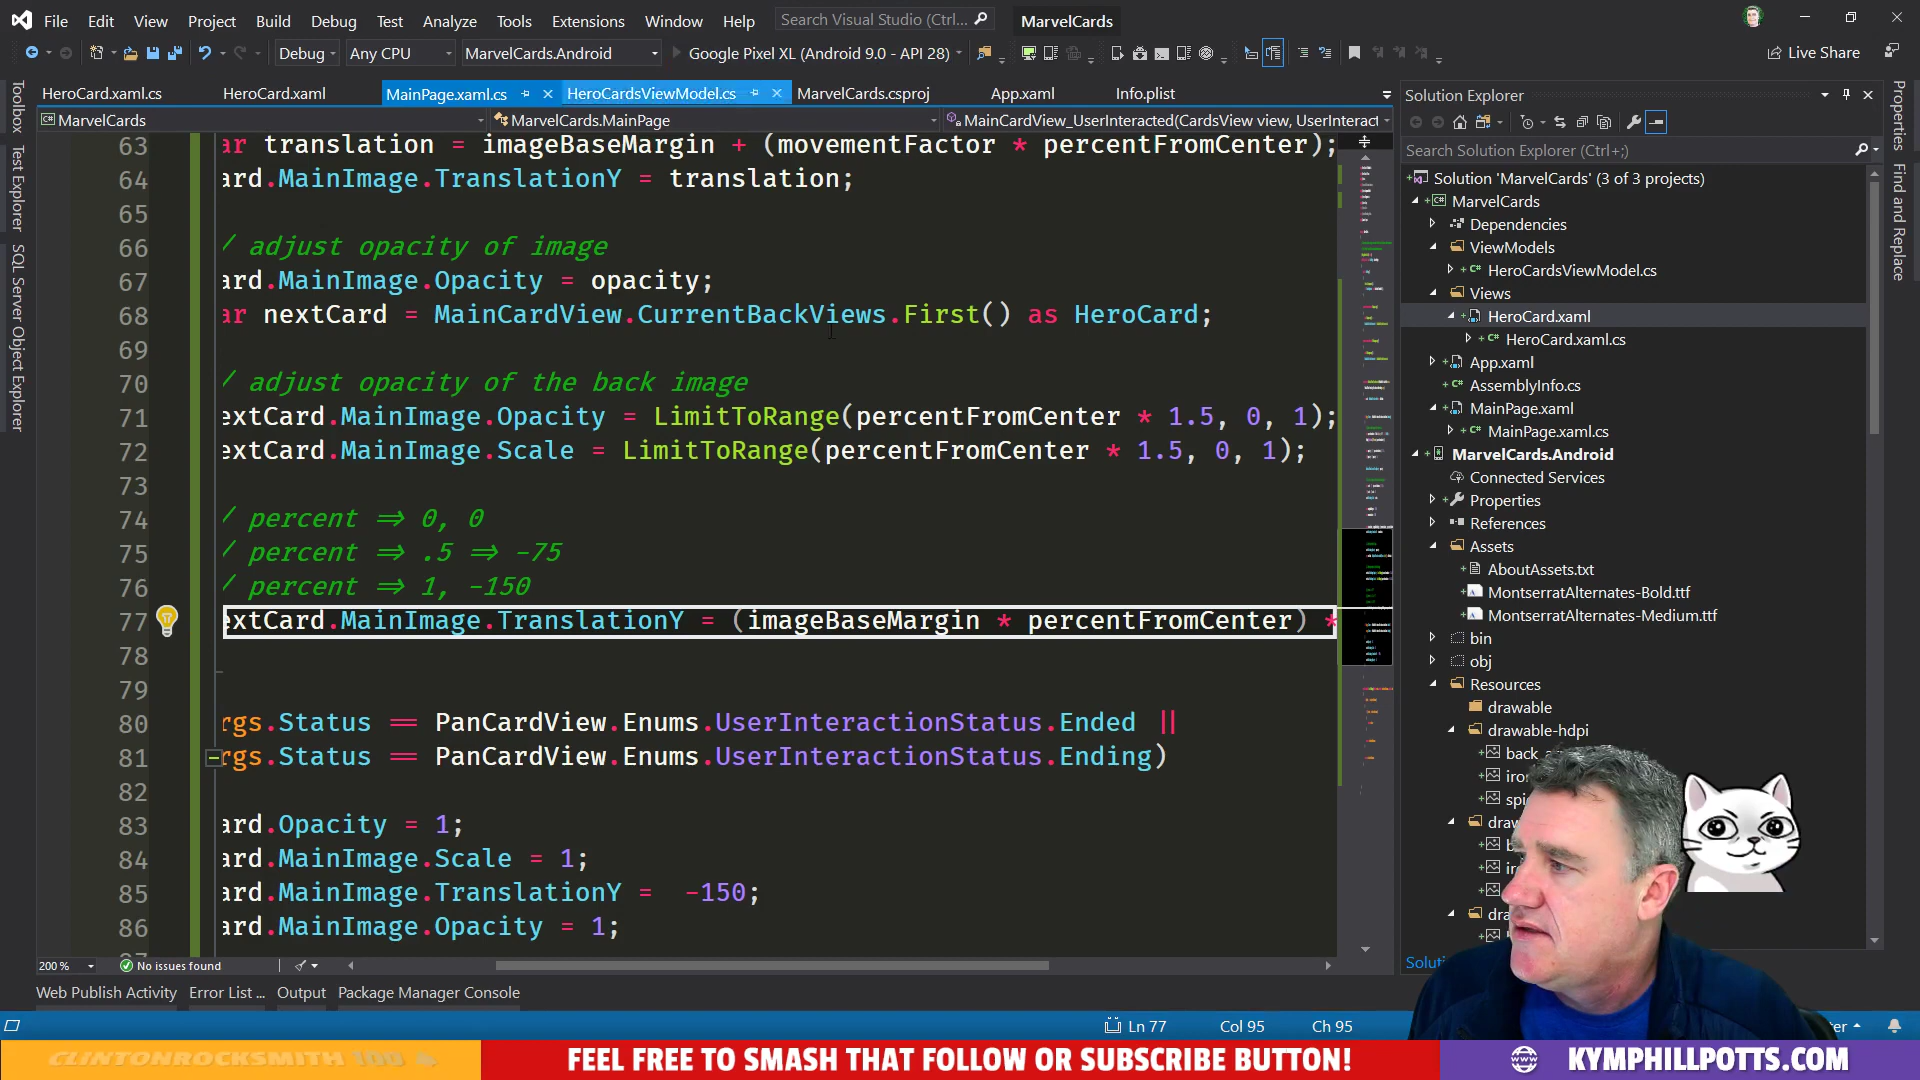 File Edit View Project Build Debug Test Analyze Tools Extensions Window Help Search Visual Studio (Ctrl... MarvelCards
Debug Any CPU MarvelCards.Android Google Pixel XL (Android 9.0 - API 28) Live Share
HeroCard.xaml.cs HeroCard.xaml MainPage.xaml.cs HeroCardsViewModel.cs MarvelCards.csproj App.xaml Info.plist
MarvelCards MarvelCards.MainPage MainCardView_UserInteracted(CardsView view, UserInteract
63 ar translation = imageBaseMargin + (movementFactor * percentFromCenter);
64 ard.MainImage.TranslationY = translation;
65
66 / adjust opacity of image
67 ard.MainImage.Opacity = opacity;
68 ar nextCard = MainCardView.CurrentBackViews.First() as HeroCard;
69
70 / adjust opacity of the back image
71 extCard.MainImage.Opacity = LimitToRange(percentFromCenter * 1.5, 0, 1);
72 extCard.MainImage.Scale = LimitToRange(percentFromCenter * 1.5, 0, 1);
73
74 / percent => 0, 0
75 / percent => .5 => -75
76 / percent => 1, -150
77 extCard.MainImage.TranslationY = (imageBaseMargin * percentFromCenter) *
78
79
80 rgs.Status == PanCardView.Enums.UserInteractionStatus.Ended ||
81 rgs.Status == PanCardView.Enums.UserInteractionStatus.Ending)
82
83 ard.Opacity = 1;
84 ard.MainImage.Scale = 1;
85 ard.MainImage.TranslationY = -150;
86 ard.MainImage.Opacity = 1;
200 % No issues found
Web Publish Activity Error List ... Output Package Manager Console
Ln 77 Col 95 Ch 95
Toolbox
Test Explorer
SQL Server Object Explorer
Solution Explorer
Search Solution Explorer (Ctrl+;)
Solution 'MarvelCards' (3 of 3 projects)
MarvelCards
Dependencies
ViewModels
HeroCardsViewModel.cs
Views
HeroCard.xaml
HeroCard.xaml.cs
App.xaml
AssemblyInfo.cs
MainPage.xaml
MainPage.xaml.cs
MarvelCards.Android
Connected Services
Properties
References
Assets
AboutAssets.txt
MontserratAlternates-Bold.ttf
MontserratAlternates-Medium.ttf
bin
obj
Resources
drawable
drawable-hdpi
Properties
Find and Replace
CLINTONROCKSMITH 100
FEEL FREE TO SMASH THAT FOLLOW OR SUBSCRIBE BUTTON!
KYMPHILLPOTTS.COM